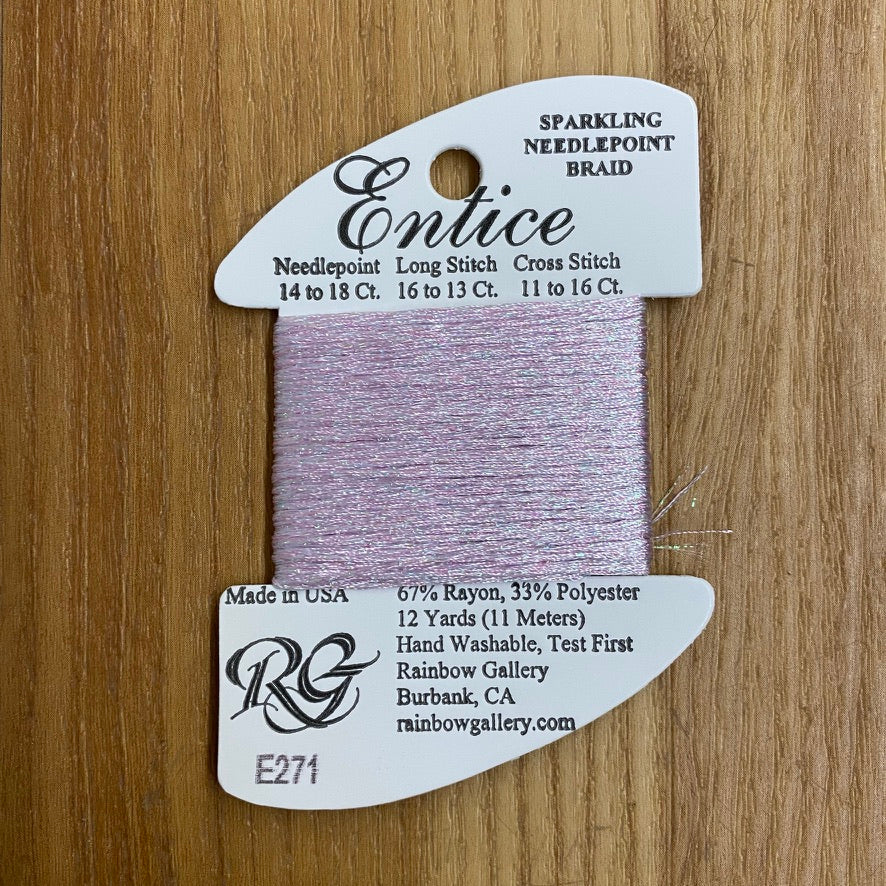 SPARKLING
NEEDLEPOINT
BRAID
Entice
Needlepoint Long Stitch Cross Stitch
14 to 18 Ct. 16 to 13 Ct. 11 to 16 Ct.
Made in USA 67% Rayon, 33% Polyester
12 Yards (11 Meters)
Hand Washable, Test First
Rainbow Gallery
Burbank, CA
rainbowgallery.com
RG
E271